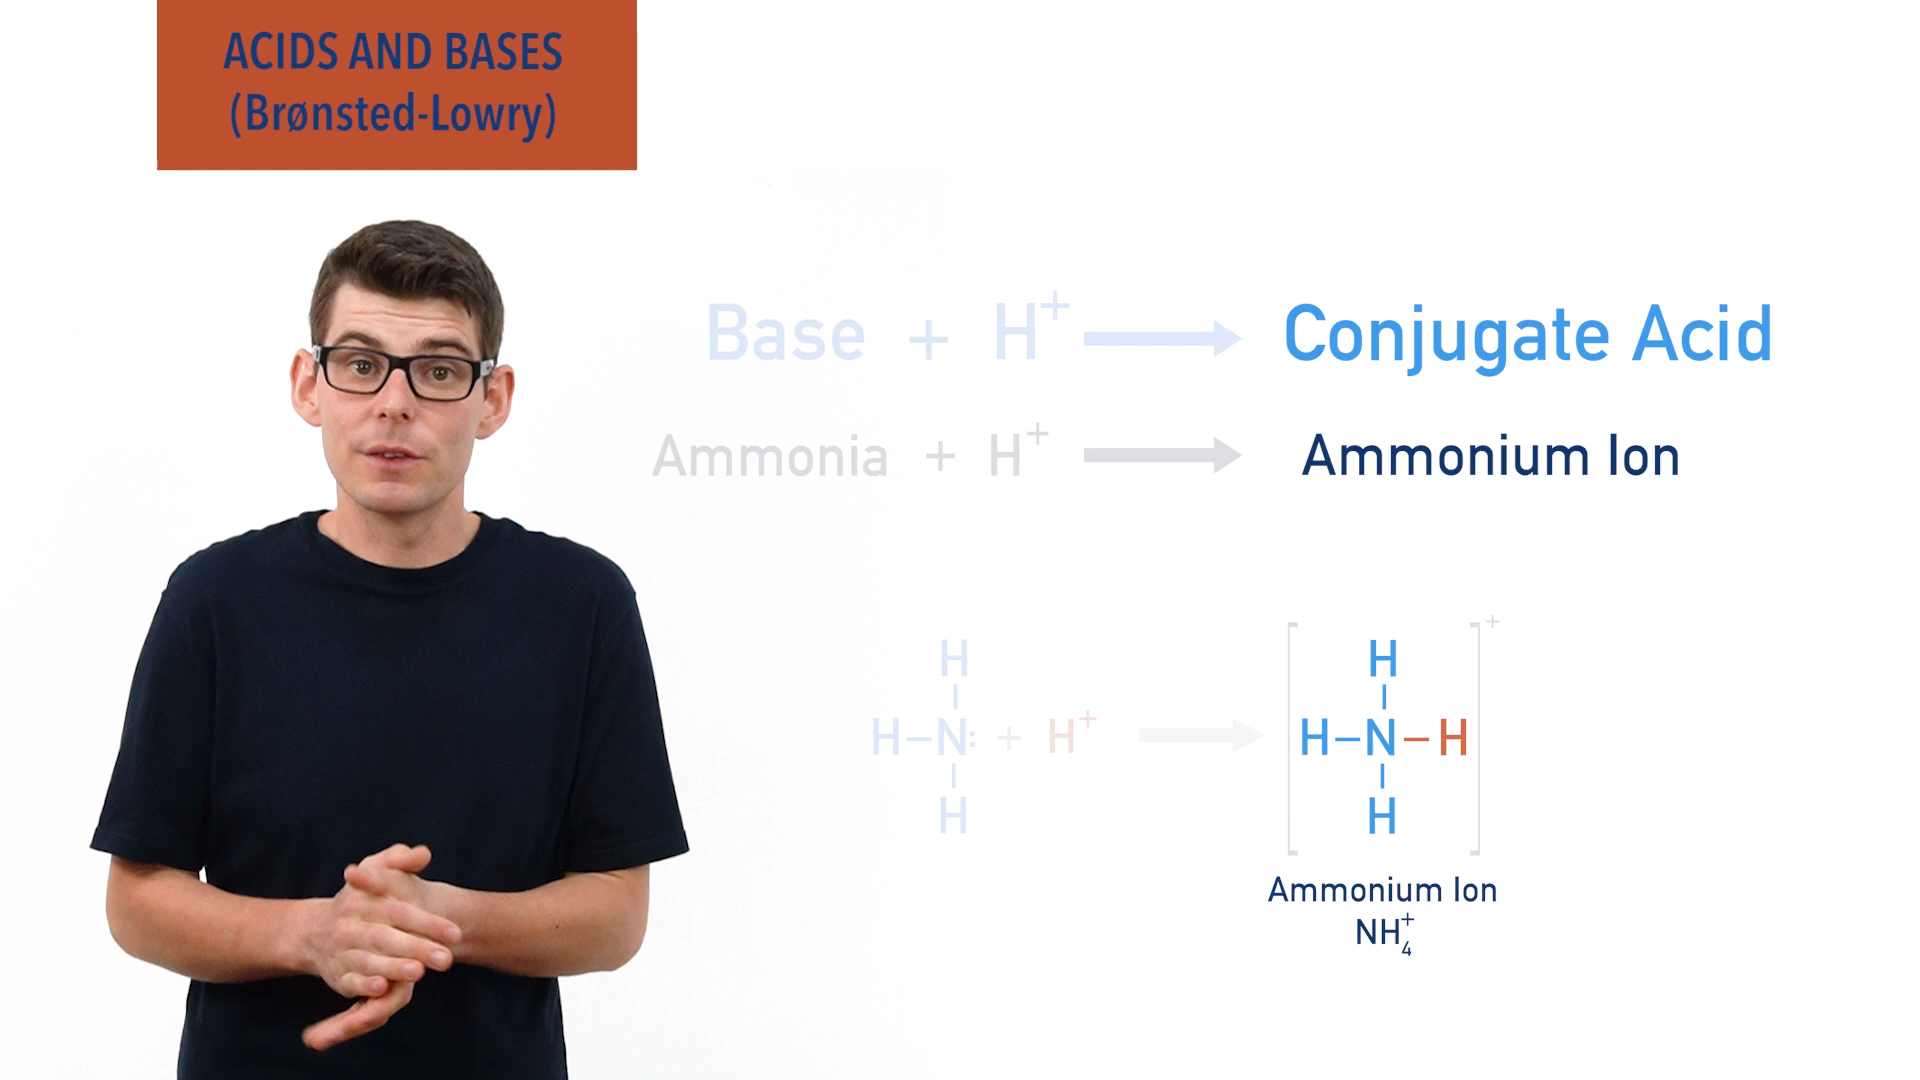 ACIDS AND BASES
(Brønsted-Lowry)
Base + H⁺ → Conjugate Acid
Ammonia + H⁺ → Ammonium Ion
H
H–N: + H⁺ →
H
[
H
H–N–H
H
]⁺
Ammonium Ion
NH₄⁺